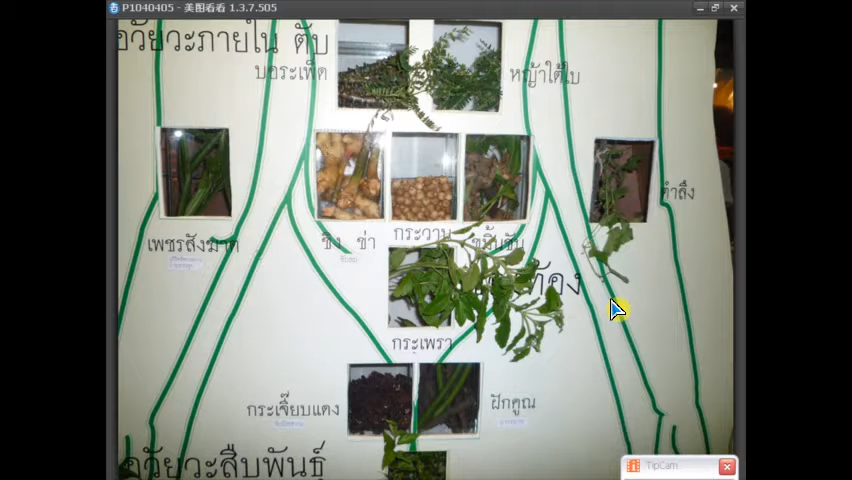 P1040405 - 美图看看 1.3.7.505
อวัยวะภายใน ตับ
บอระเพ็ด
หญ้าใต้ใบ
ตำลึง
เพชรสังฆาต
ขิง ข่า
กระวาน
ขมิ้นชัน
ท้อง
กระเพรา
กระเจี๊ยบแดง
ฝักคูณ
อวัยวะสืบพันธุ์
TipCam